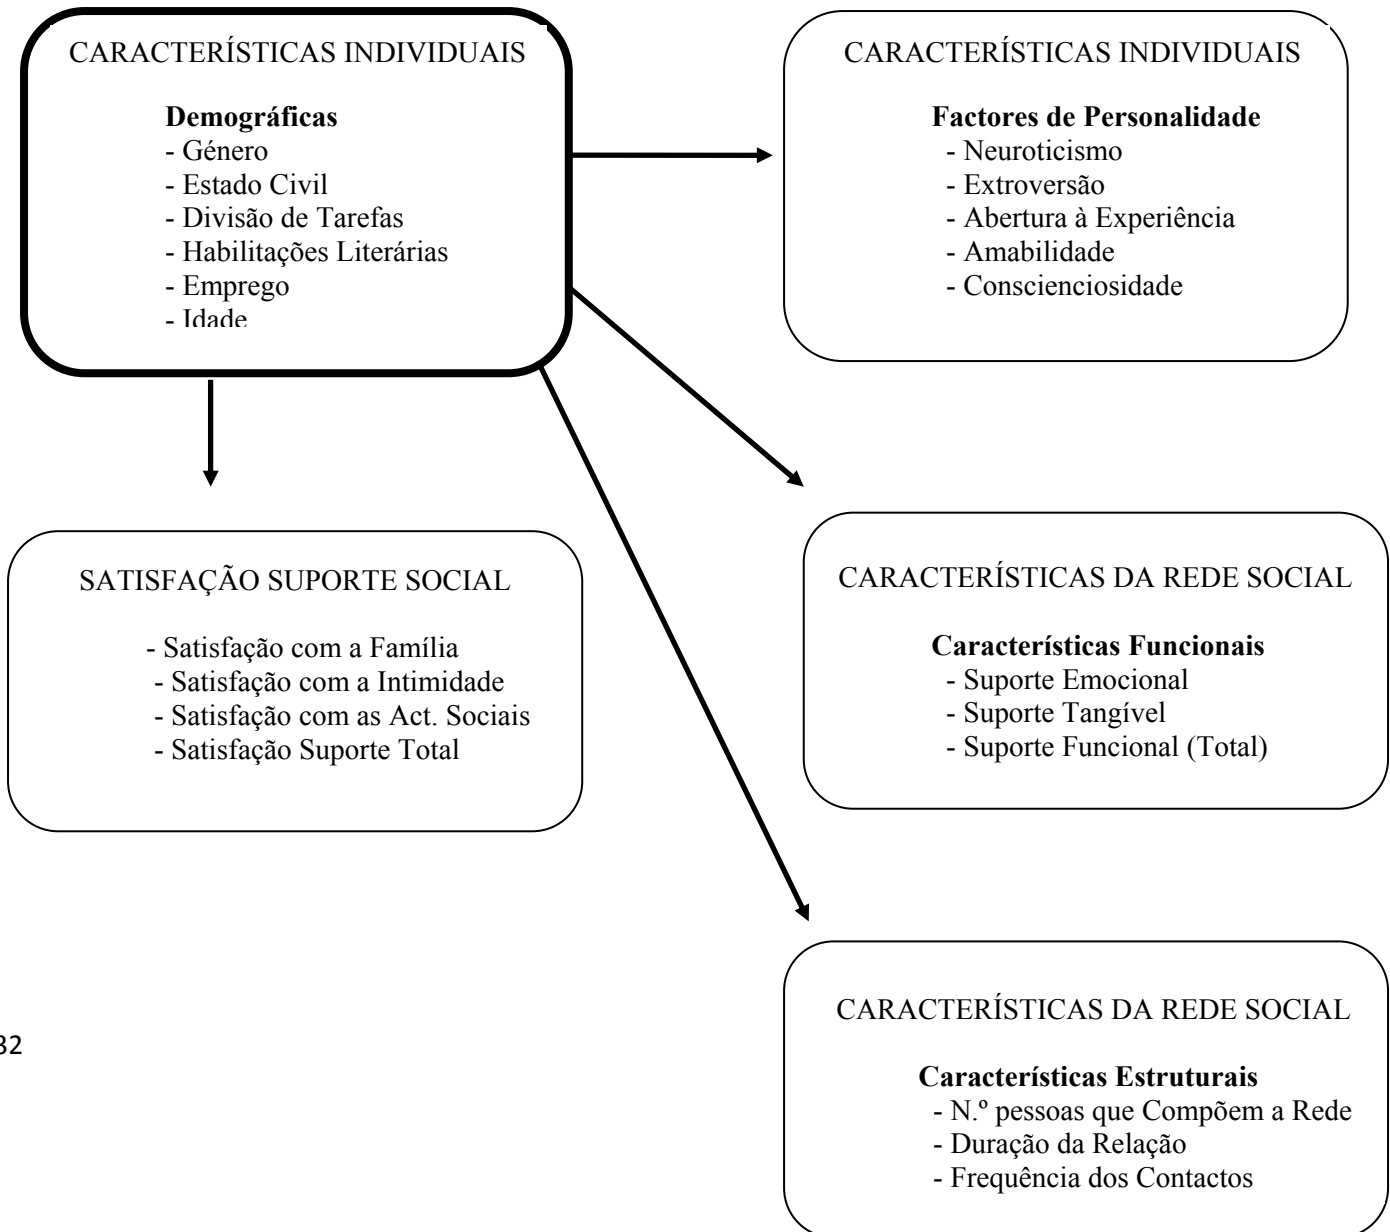 CARACTERÍSTICAS INDIVIDUAIS
Demográficas
- Género
- Estado Civil
- Divisão de Tarefas
- Habilitações Literárias
- Emprego
- Idade
CARACTERÍSTICAS INDIVIDUAIS
Factores de Personalidade
- Neuroticismo
- Extroversão
- Abertura à Experiência
- Amabilidade
- Conscienciosidade
SATISFAÇÃO SUPORTE SOCIAL
- Satisfação com a Família
- Satisfação com a Intimidade
- Satisfação com as Act. Sociais
- Satisfação Suporte Total
CARACTERÍSTICAS DA REDE SOCIAL
Características Funcionais
- Suporte Emocional
- Suporte Tangível
- Suporte Funcional (Total)
CARACTERÍSTICAS DA REDE SOCIAL
Características Estruturais
- N.º pessoas que Compõem a Rede
- Duração da Relação
- Frequência dos Contactos
32